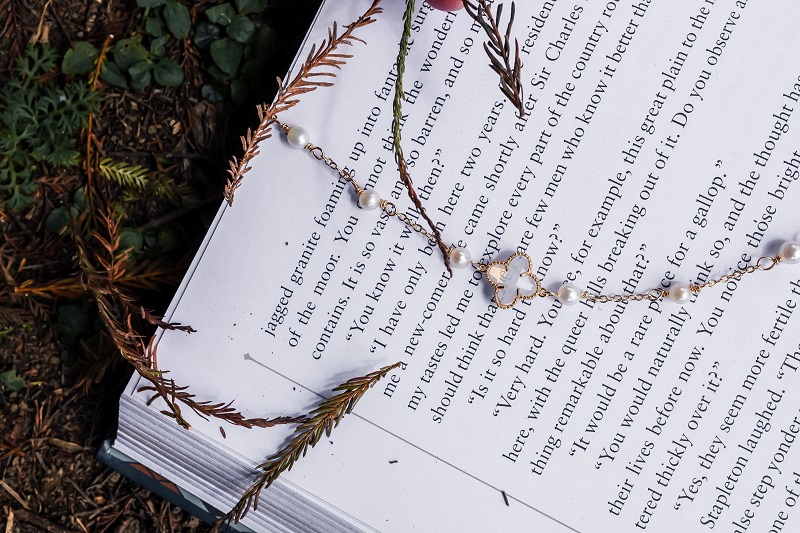 jagged granite foaming up into fantas
of the moor. You cannot think the wonder
contains. It is so vast, and so barren, and so m
"You know it well, then?"
"I have only been here two years. residen
me a new-comer. I came shortly after Sir Charles
my tastes led me to explore every part of the country ro
should think that there are few men who know it better tha
"Is it so hard know?"
"Very hard. You see, for example, this great plain to the n
here, with the queer hills breaking out of it. Do you observe a
thing remarkable about that?"
"It would be a rare place for a gallop."
"You would naturally think so, and the thought ha
their lives before now. You notice those bright
tered thickly over it?"
"Yes, they seem more fertile th
Stapleton laughed. "Tha
alse step yonder
one of th